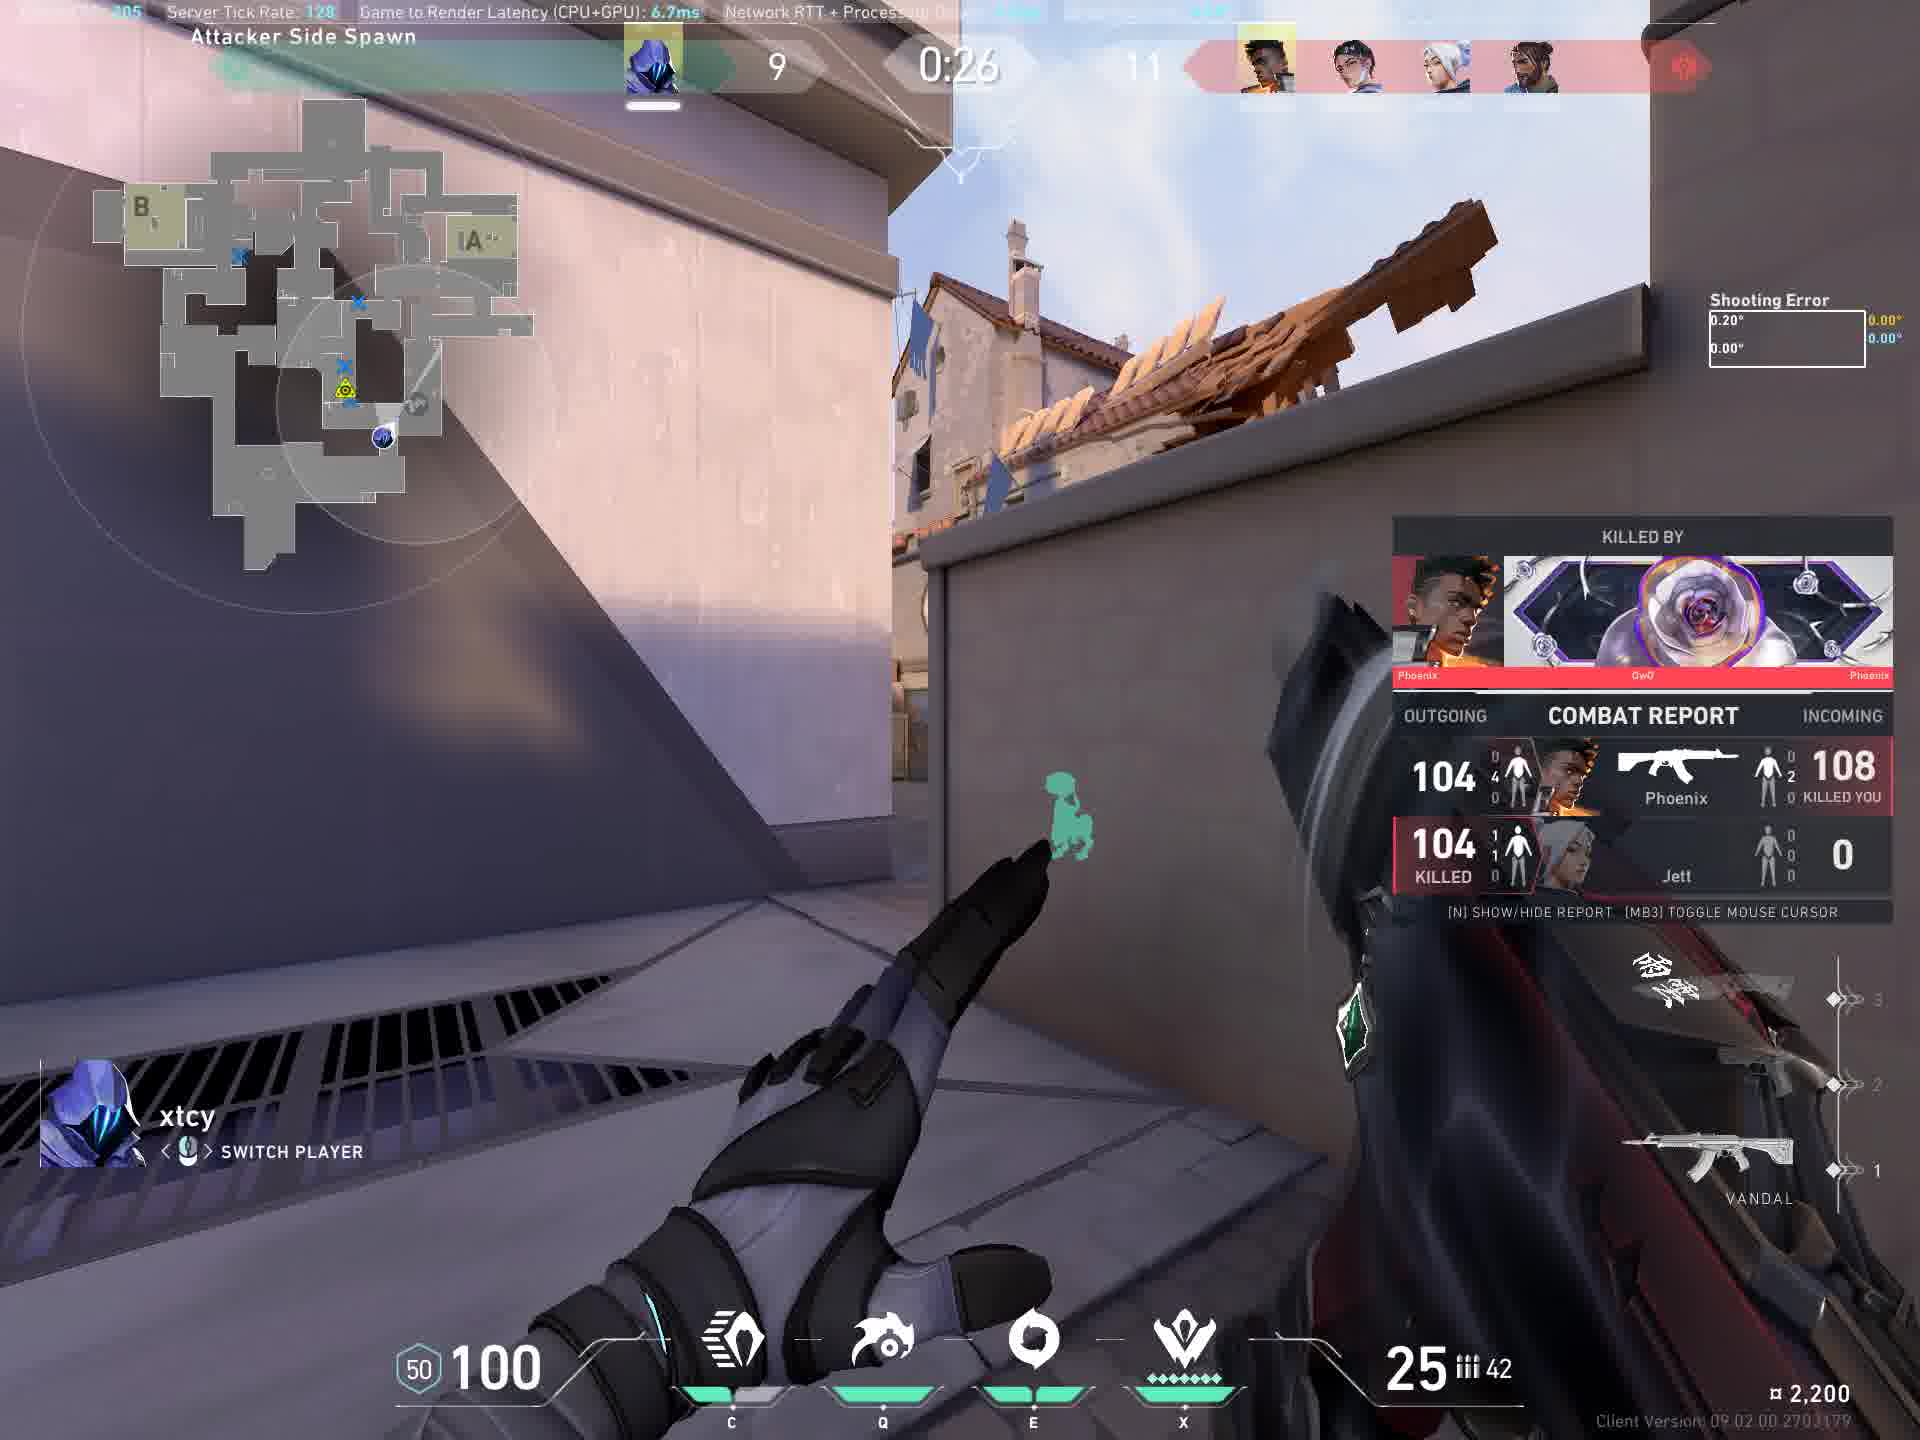 205 Server Tick Rate: 128 Game to Render Latency (CPU+GPU): 6.7ms Network RTT + Processing
Attacker Side Spawn
9 0:26 11
B
A
Shooting Error
0.20°
0.00°
0.00°
0.00°
KILLED BY
Phoenix OwO Phoenix
OUTGOING COMBAT REPORT INCOMING
104 0 4 0 Phoenix 0 2 0 108 KILLED YOU
104 KILLED 1 1 0 Jett 0 0 0 0
[N] SHOW/HIDE REPORT [MB3] TOGGLE MOUSE CURSOR
3
2
1
VANDAL
xtcy
< > SWITCH PLAYER
50 100
C Q E X
25 42
¤ 2,200
Client Version: 09.02.00.2703179